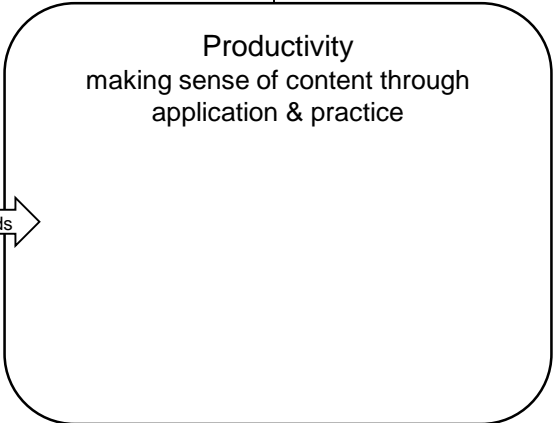 Productivity
making sense of content through
application & practice